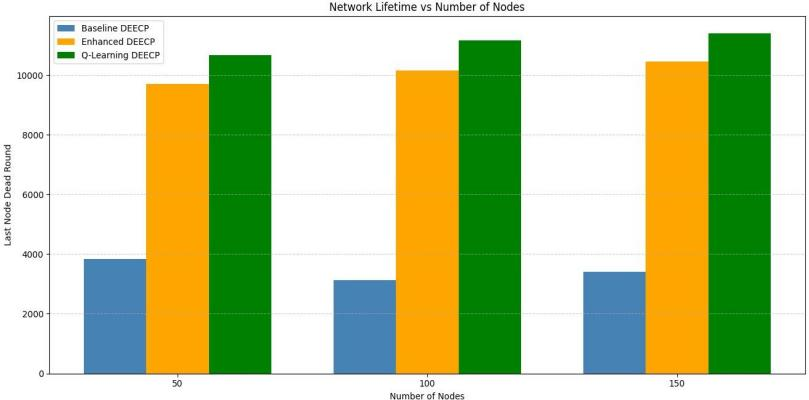 Network Lifetime vs Number of Nodes
Baseline DEECP
Enhanced DEECP
Q-Learning DEECP
10000
8000
6000
4000
2000
0
Last Node Dead Round
50
100
150
Number of Nodes